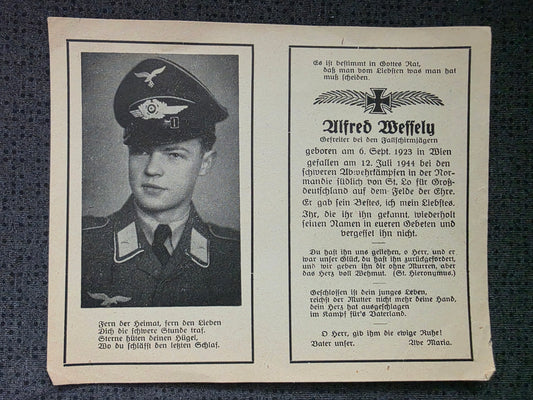 Fern der Heimat, fern den Lieben
Dich die schwere Stunde traf.
Sterne hüten deinen Hügel,
Wo du schläfst den letzten Schlaf.
Es ist bestimmt in Gottes Rat,
daß man vom Liebsten was man hat
muß scheiden.
Alfred Wessely
Gefreiter bei den Fallschirmjägern
geboren am 6. Sept. 1923 in Wien
gefallen am 12. Juli 1944 bei den
schweren Abwehrkämpfen in der Nor-
mandie südlich von St. Lo für Groß-
deutschland auf dem Felde der Ehre.
Er gab sein Bestes, ich mein Liebstes.
Ihr, die ihr ihn gekannt, wiederholt
seinen Namen in eueren Gebeten und
vergesset ihn nicht.
Du hast ihn uns geliehen, o Herr, und er
war unser Glück, du hast ihn zurückgefordert,
und wir geben ihn dir ohne Murren, aber
das Herz voll Wehmut. (St. Hieronymus.)
Geschlossen ist dein junges Leben,
reichst der Mutter nicht mehr deine Hand,
dein Herz hat ausgeschlagen
im Kampf für's Vaterland.
O Herr, gib ihm die ewige Ruhe!
Vater unser. Ave Maria.